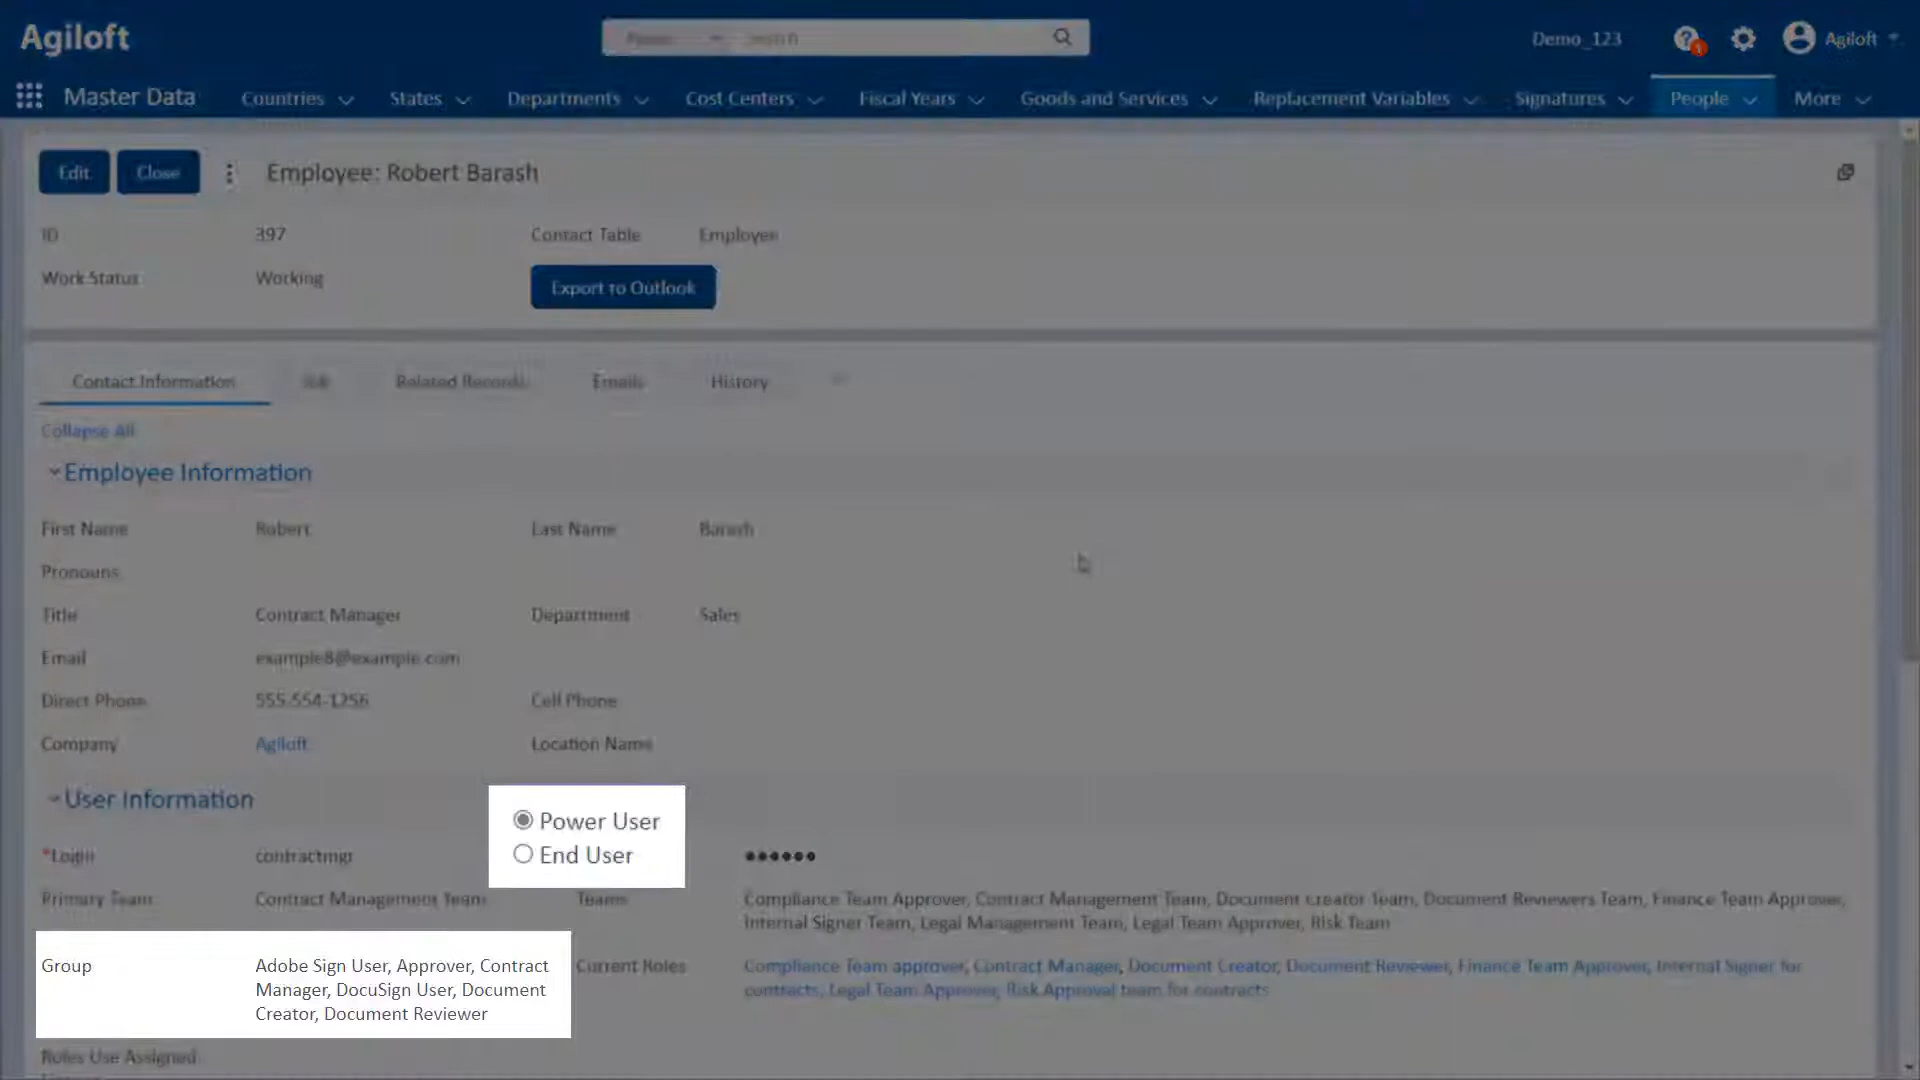 Agiloft
Demo_123
1
Agiloft
Master Data
Countries
States
Departments
Cost Centers
Fiscal Years
Goods and Services
Replacement Variables
Signatures
People
More
Edit
Close
Employee: Robert Barash
ID
397
Contact Table
Employee
Work Status
Working
Export to Outlook
Contact Information
Related Records
Emails
History
Collapse All
Employee Information
First Name
Robert
Last Name
Barash
Pronouns
Title
Contract Manager
Department
Sales
Email
example8@example.com
Direct Phone
555-554-1256
Cell Phone
Company
Agiloft
Location Name
User Information
Power User
End User
*Login
contractmgr
••••••
Primary Team
Contract Management Team
Teams
Compliance Team Approver, Contract Management Team, Document Creator Team, Document Reviewers Team, Finance Team Approver,
Internal Signer Team, Legal Management Team, Legal Team Approver, Risk Team
Group
Adobe Sign User, Approver, Contract
Manager, DocuSign User, Document
Creator, Document Reviewer
Current Roles
Compliance Team approver, Contract Manager, Document Creator, Document Reviewer, Finance Team Approver, Internal Signer for
contracts, Legal Team Approver, Risk Approval team for contracts
Roles Use Assigned